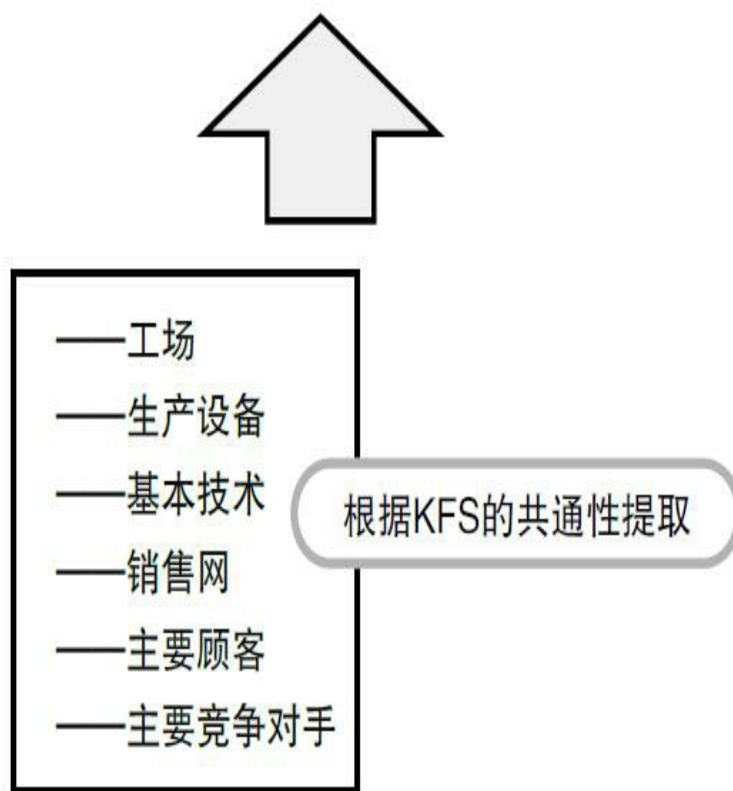 ——工场
——生产设备
——基本技术
根据KFS的共通性提取
——销售网
——主要顾客
——主要竞争对手